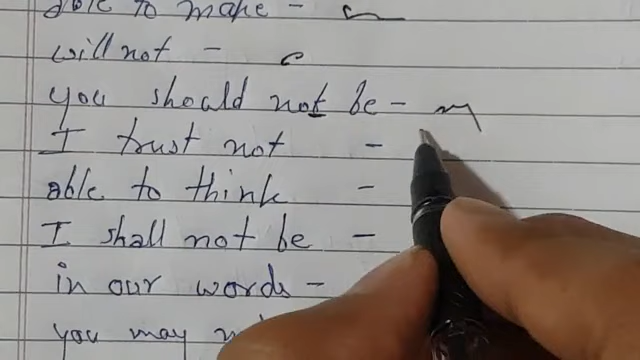 able to make -
will not -
you should not be -
I trust not -
able to think -
I shall not be -
in our words -
you may